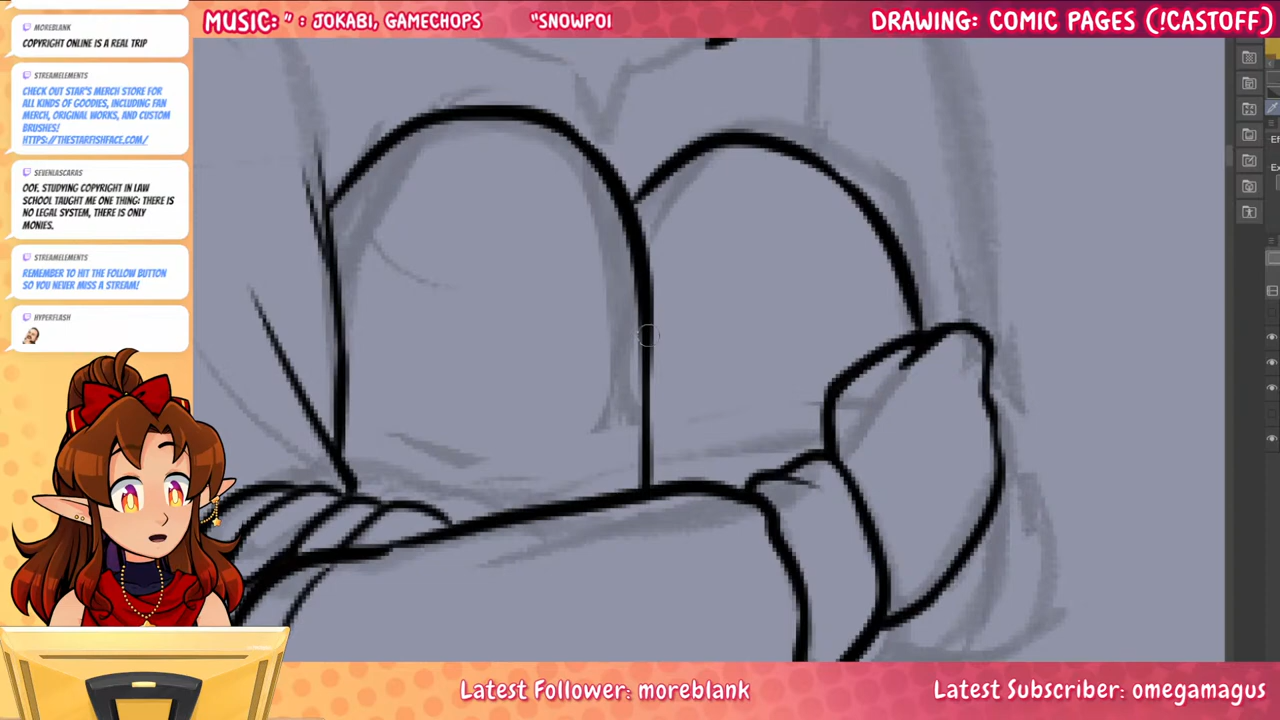 MUSIC: " : JOKABI, GAMECHOPS "SNOWPOI
DRAWING: COMIC PAGES (!CASTOFF)
MOREBLANK
COPYRIGHT ONLINE IS A REAL TRIP
STREAMELEMENTS
CHECK OUT STAR'S MERCH STORE FOR
ALL KINDS OF GOODIES, INCLUDING FAN
MERCH, ORIGINAL WORKS, AND CUSTOM
BRUSHES!
HTTPS://THESTARFISHFACE.COM/
SEVENLASCARAS
OOF. STUDYING COPYRIGHT IN LAW
SCHOOL TAUGHT ME ONE THING: THERE IS
NO LEGAL SYSTEM, THERE IS ONLY
MONIES.
STREAMELEMENTS
REMEMBER TO HIT THE FOLLOW BUTTON
SO YOU NEVER MISS A STREAM!
HYPERFLASH
Latest Follower: moreblank
Latest Subscriber: omegamagus